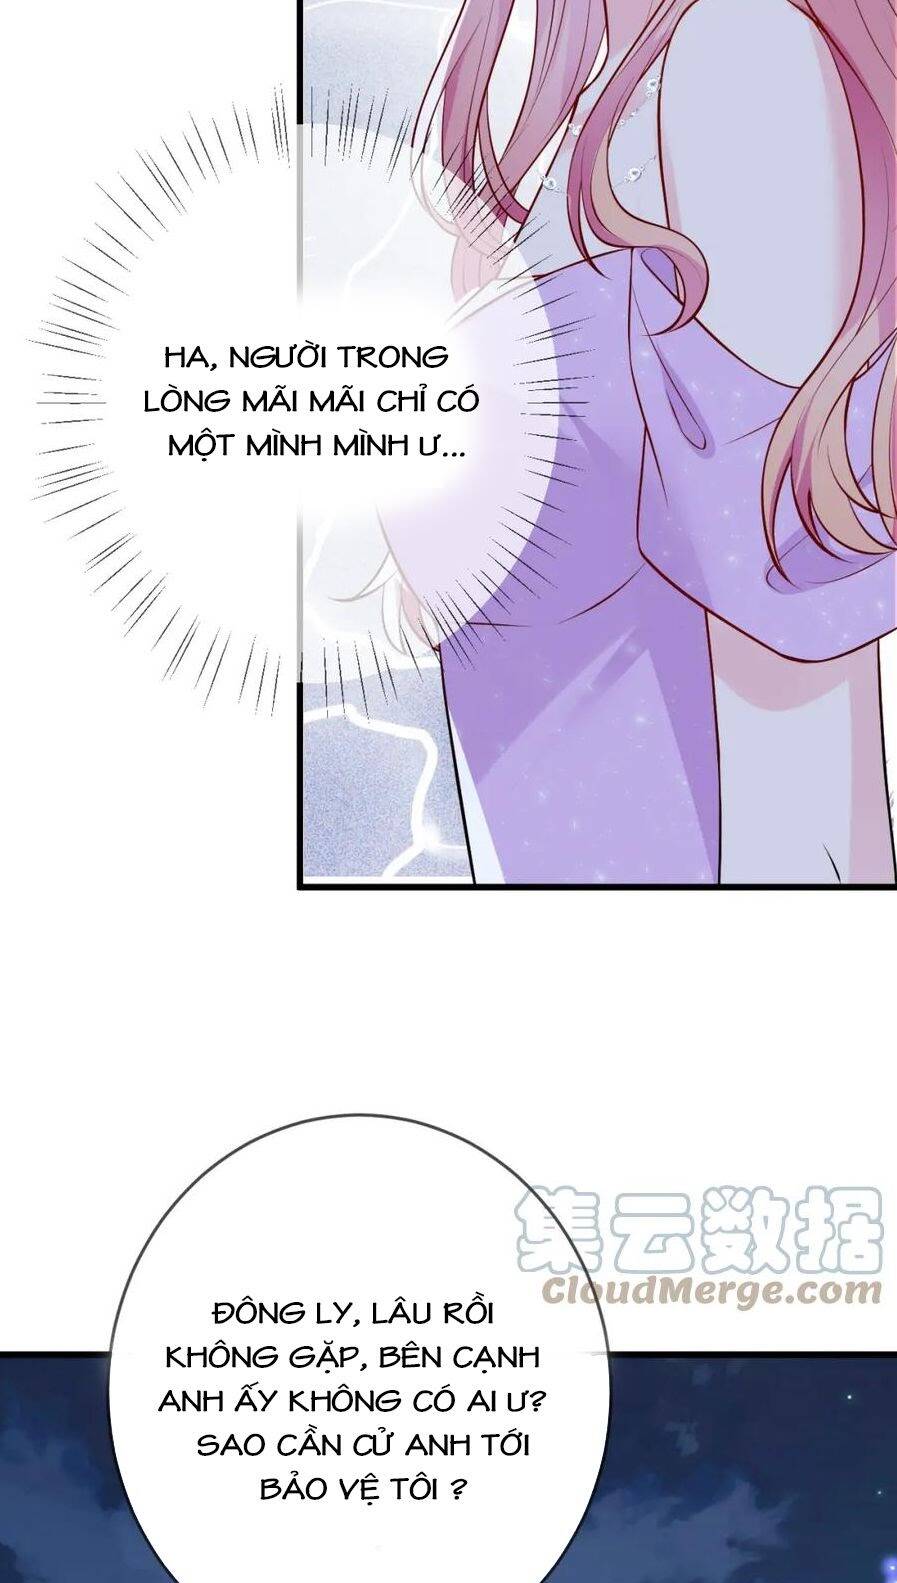 HA, NGƯỜI TRONG
LÒNG MÃI MÃI CHỈ CÓ
MỘT MÌNH MÌNH Ư...
集云数据
CloudMerge.com
ĐÔNG LY, LÂU RỒI
KHÔNG GẶP, BÊN CẠNH
ANH ẤY KHÔNG CÓ AI Ư?
SAO CẦN CỬ ANH TỚI
BẢO VỆ TÔI ?